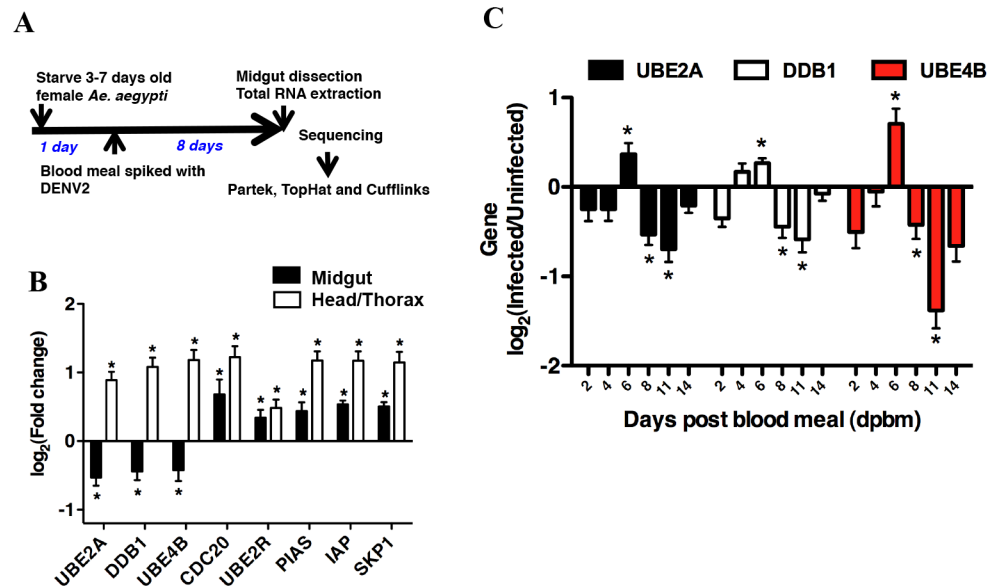 A
Starve 3-7 days old
female Ae. aegypti
Midgut dissection
Total RNA extraction
1 day
8 days
Sequencing
Blood meal spiked with
DENV2
Partek, TopHat and Cufflinks
B
Midgut
Head/Thorax
log2(Fold change)
2
1
0
-1
* * * * * * * * * * * * * * * *
UBE2A DDB1 UBE4B CDC20 UBE2R PIAS IAP SKP1
C
UBE2A DDB1 UBE4B
Gene
log2(Infected/Uninfected)
1
0
-1
-2
* * * * * * * * *
2 4 6 8 11 14 2 4 6 8 11 14 2 4 6 8 11 14
Days post blood meal (dpbm)